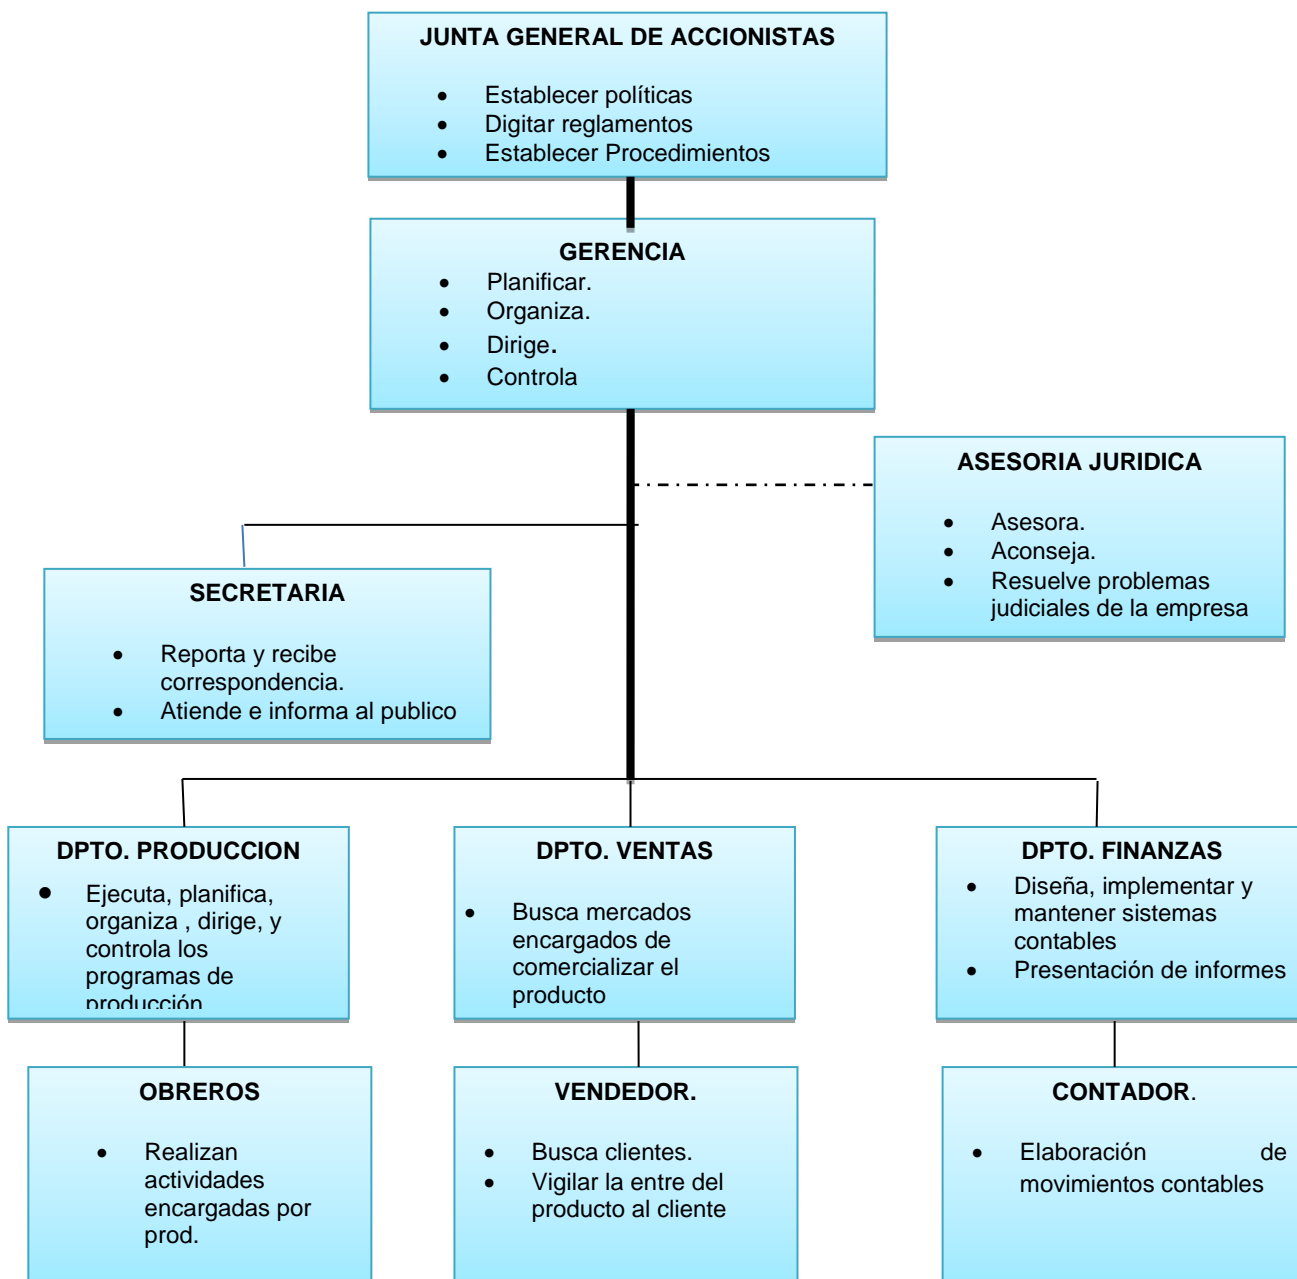 JUNTA GENERAL DE ACCIONISTAS
• Establecer políticas
• Digitar reglamentos
• Establecer Procedimientos
GERENCIA
• Planificar.
• Organiza.
• Dirige.
• Controla
ASESORIA JURIDICA
• Asesora.
• Aconseja.
• Resuelve problemas
judiciales de la empresa
SECRETARIA
• Reporta y recibe
correspondencia.
• Atiende e informa al publico
DPTO. PRODUCCION
• Ejecuta, planifica,
organiza , dirige, y
controla los
programas de
producción
DPTO. VENTAS
• Busca mercados
encargados de
comercializar el
producto
DPTO. FINANZAS
• Diseña, implementar y
mantener sistemas
contables
• Presentación de informes
OBREROS
• Realizan
actividades
encargadas por
prod.
VENDEDOR.
• Busca clientes.
• Vigilar la entre del
producto al cliente
CONTADOR.
• Elaboración de
movimientos contables